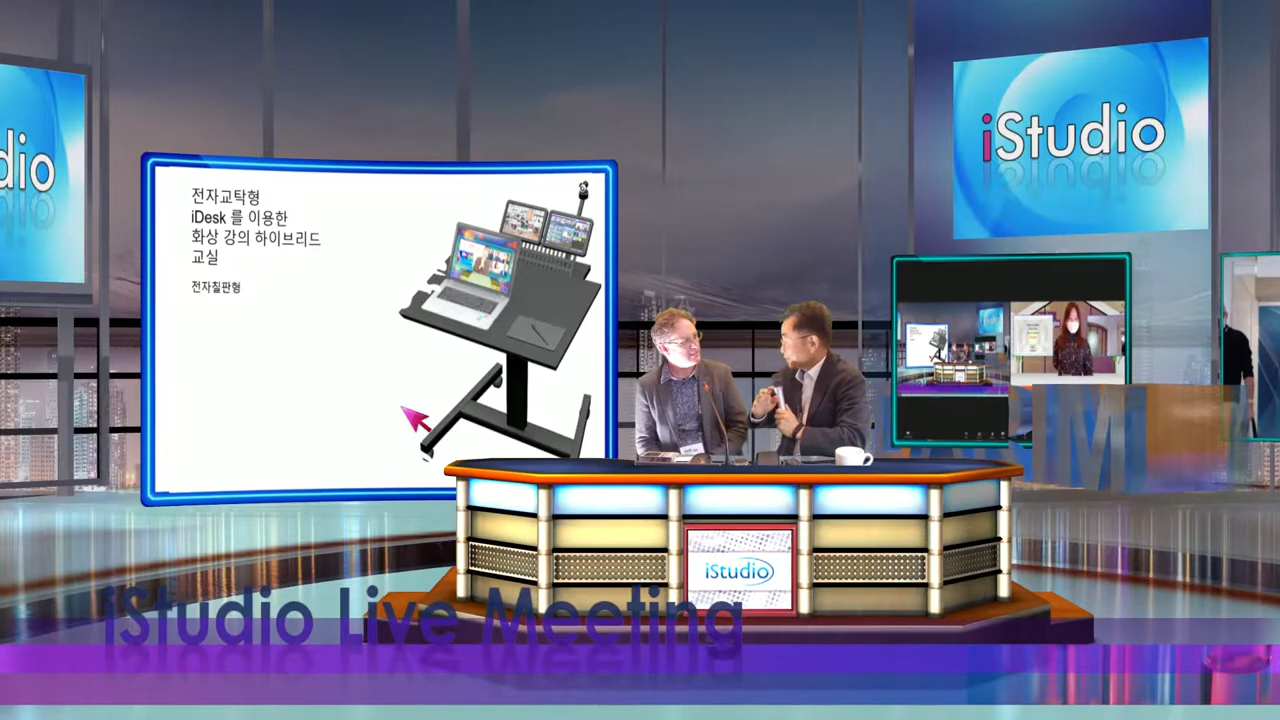 dio
iStudio
전자교탁형
iDesk 를 이용한
화상 강의 하이브리드
교실
전자칠판형
iStudio
iStudio Live Meeting